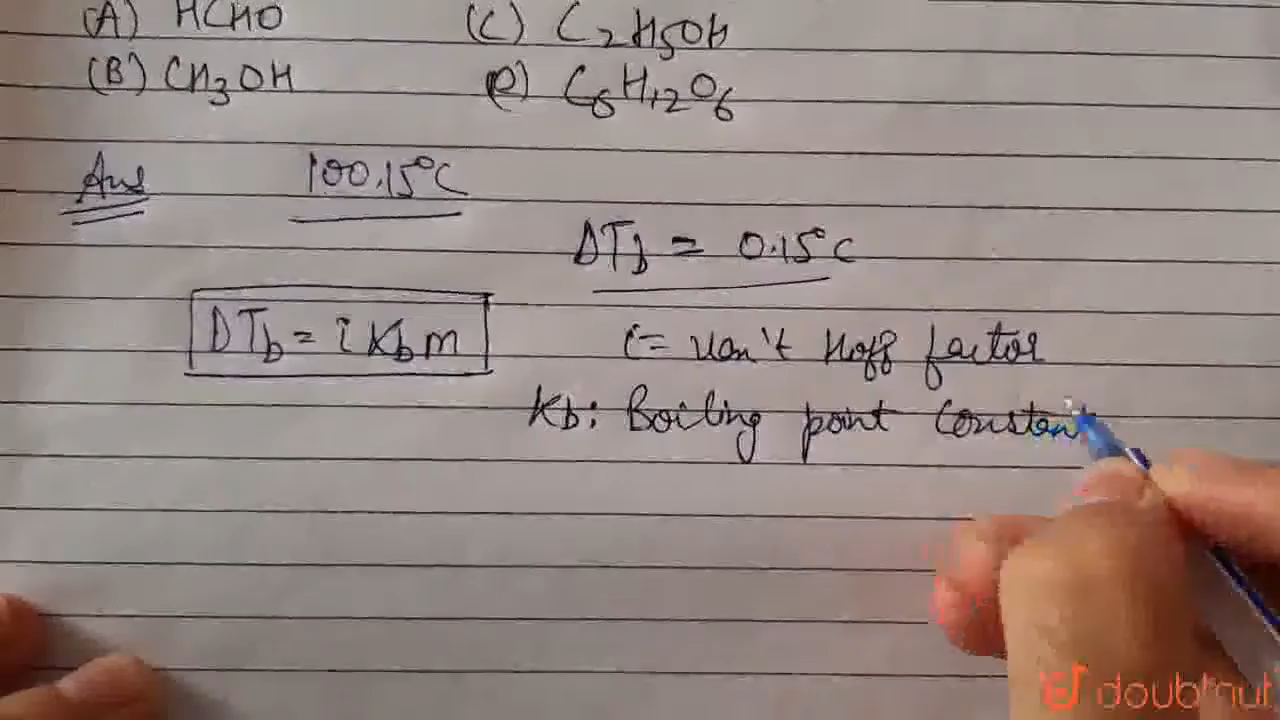 (A) HCHO (C) C2H5OH
(B) CH3OH (D) C6H12O6
Ans 100.15°C
ΔTb = 0.15°C
ΔTb = i Kb m i = Van't Hoff factor
Kb: Boiling point Constant
doubtnut